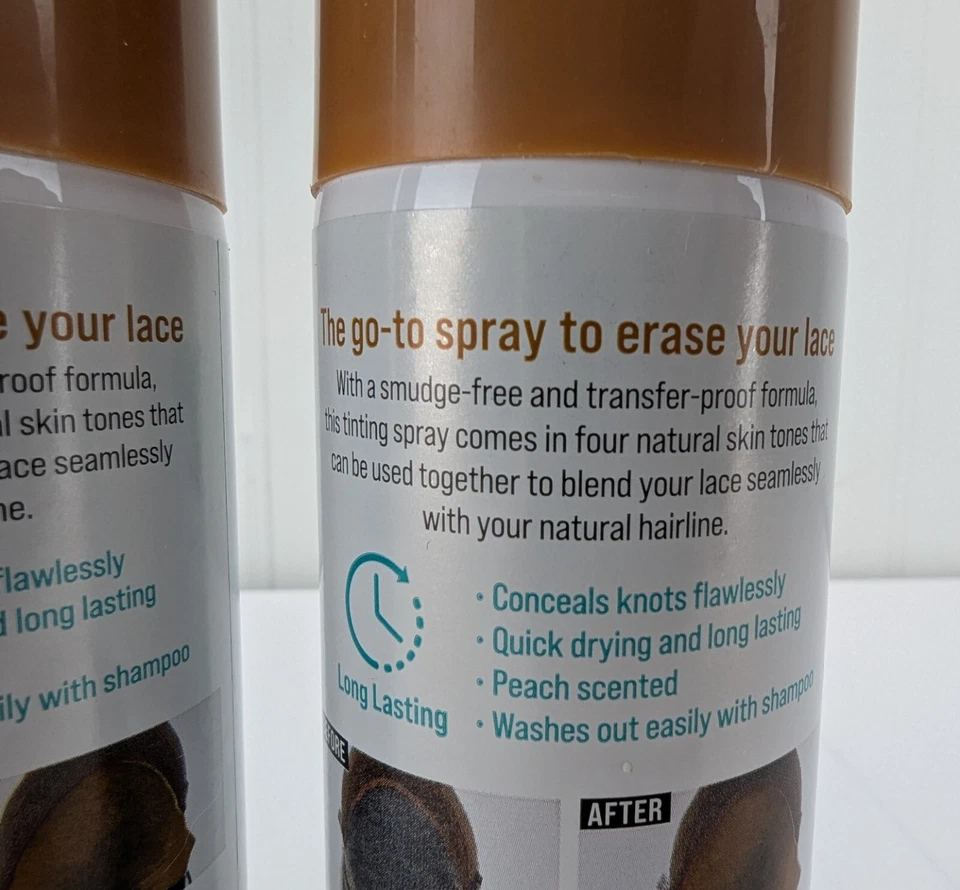 e your lace
roof formula,
l skin tones that
ace seamlessly
ne.
flawlessly
d long lasting
ily with shampoo
The go-to spray to erase your lace
With a smudge-free and transfer-proof formula,
this tinting spray comes in four natural skin tones that
can be used together to blend your lace seamlessly
with your natural hairline.
Long Lasting
• Conceals knots flawlessly
• Quick drying and long lasting
• Peach scented
• Washes out easily with shampoo
FORE
AFTER